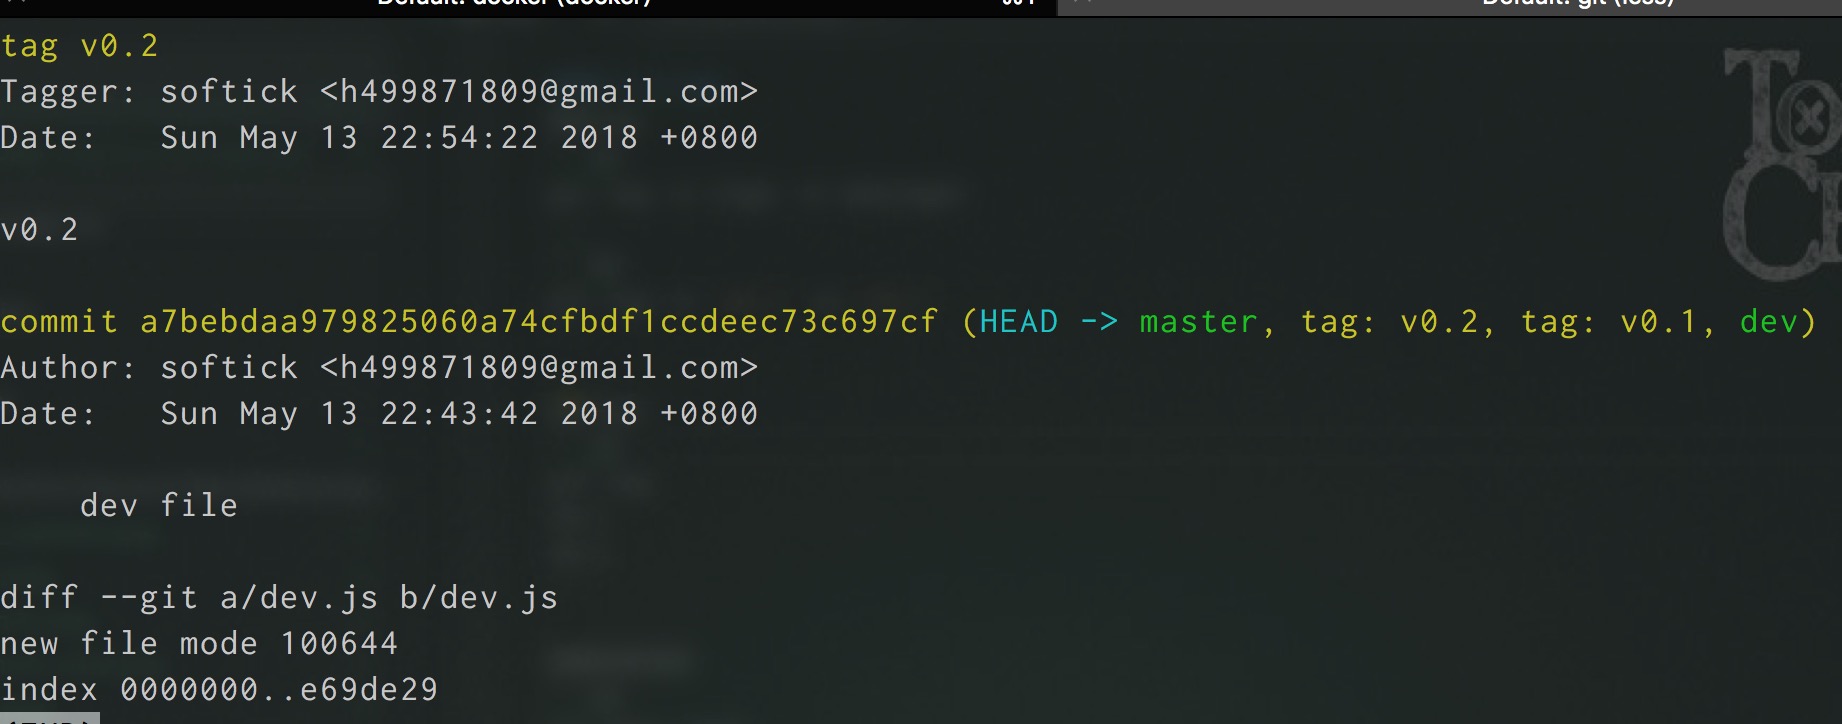 Default: docker (docker)
Default: git (less)
tag v0.2
Tagger: softick <h499871809@gmail.com>
Date:   Sun May 13 22:54:22 2018 +0800
v0.2
commit a7bebdaa979825060a74cfbdf1ccdeec73c697cf (HEAD -> master, tag: v0.2, tag: v0.1, dev)
Author: softick <h499871809@gmail.com>
Date:   Sun May 13 22:43:42 2018 +0800
    dev file
diff --git a/dev.js b/dev.js
new file mode 100644
index 0000000..e69de29
(END)